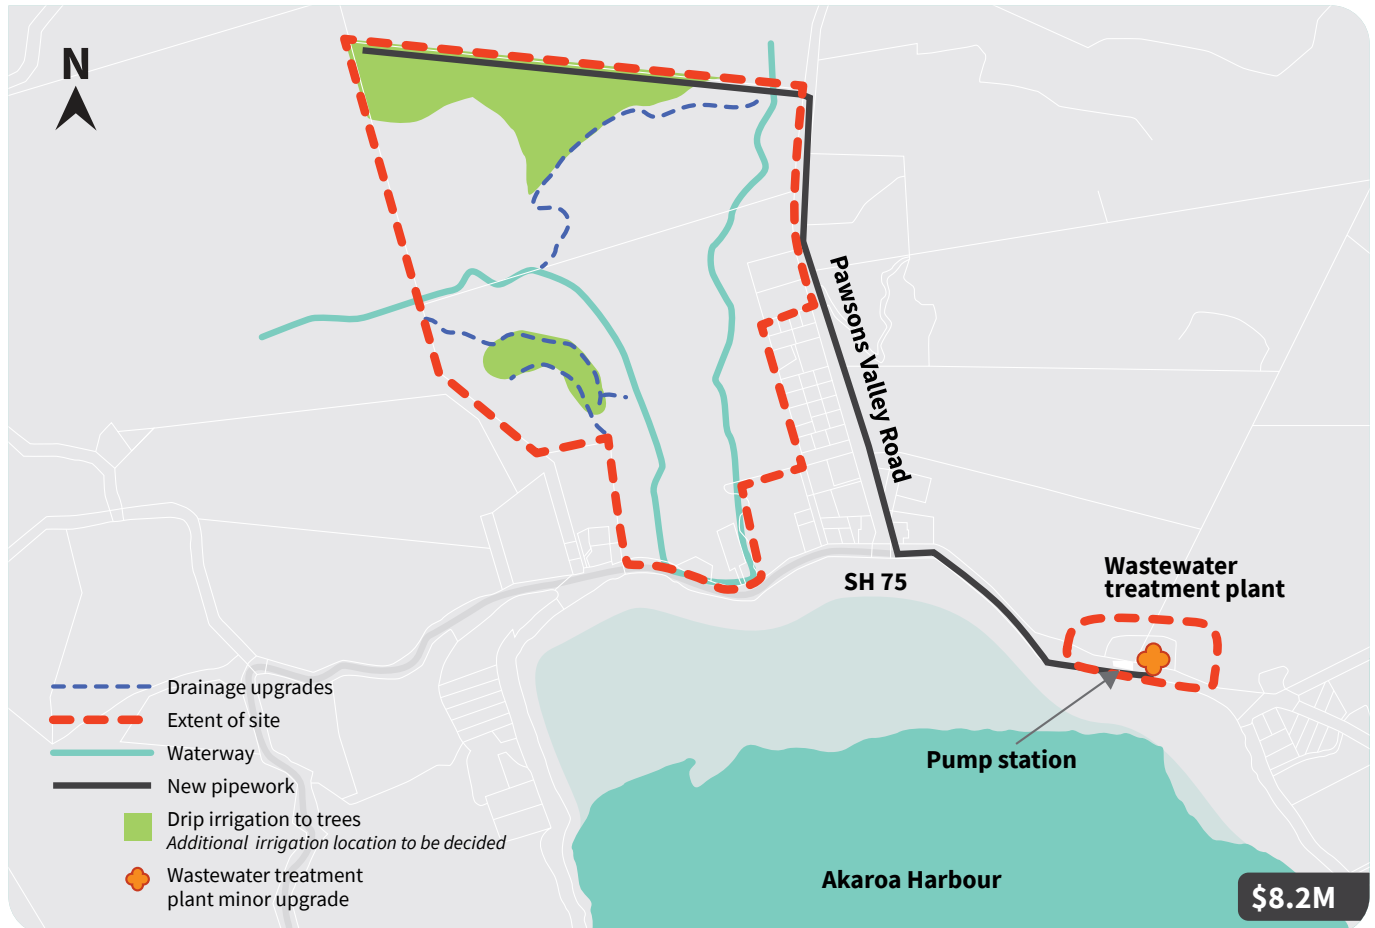 N
Pawsons Valley Road
Wastewater
treatment plant
SH 75
Pump station
Akaroa Harbour
Drainage upgrades
Extent of site
Waterway
New pipework
Drip irrigation to trees
Additional irrigation location to be decided
Wastewater treatment
plant minor upgrade
$8.2M